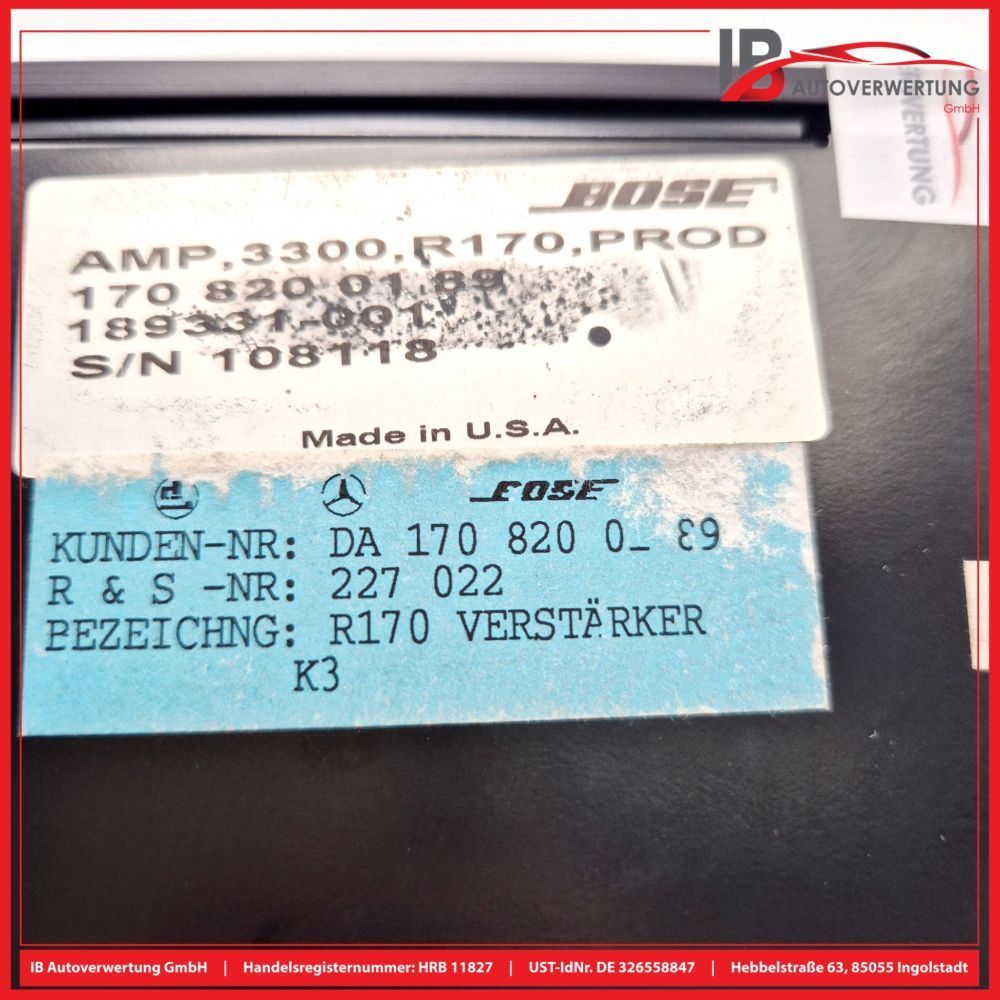 IB
AUTOVERWERTUNG
GmbH
RWERTUNG
BOSE
AMP,3300,R170,PROD
170 820 01 89
189331-001
S/N 108118
Made in U.S.A.
BOSE
KUNDEN-NR: DA 170 820 0_ 89
R & S -NR: 227 022
BEZEICHNG: R170 VERSTÄRKER
K3
IB Autoverwertung GmbH | Handelsregisternummer: HRB 11827 | UST-IdNr. DE 326558847 | Hebbelstraße 63, 85055 Ingolstadt